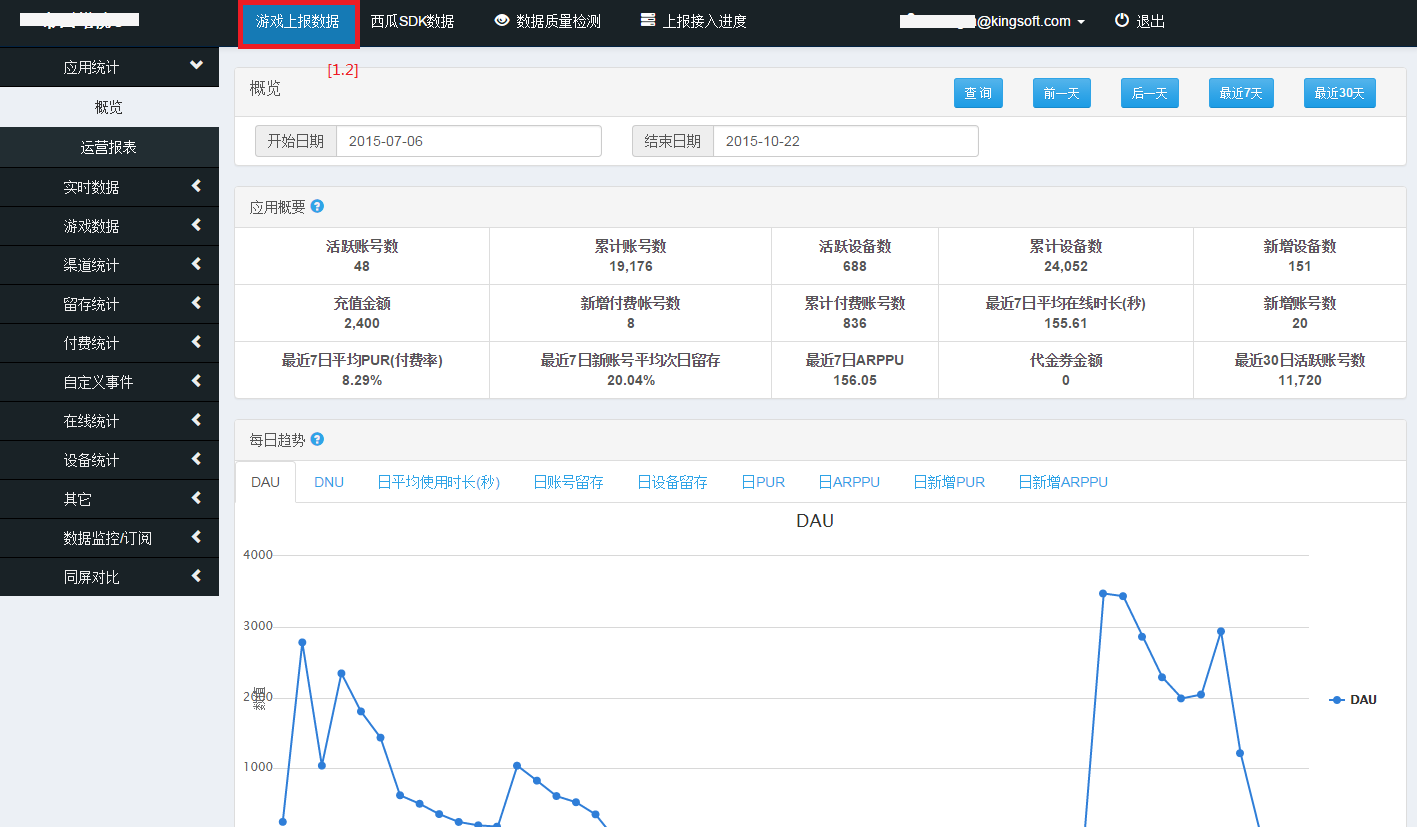 游戏上报数据 西瓜SDK数据 数据质量检测 上报接入进度 @kingsoft.com 退出
[1.2]
应用统计
概览
运营报表
实时数据
游戏数据
渠道统计
留存统计
付费统计
自定义事件
在线统计
设备统计
其它
数据监控/订阅
同屏对比
概览 查询 前一天 后一天 最近7天 最近30天
开始日期 2015-07-06 结束日期 2015-10-22
应用概要
活跃账号数 累计账号数 活跃设备数 累计设备数 新增设备数
48 19,176 688 24,052 151
充值金额 新增付费帐号数 累计付费账号数 最近7日平均在线时长(秒) 新增账号数
2,400 8 836 155.61 20
最近7日平均PUR(付费率) 最近7日新账号平均次日留存 最近7日ARPPU 代金券金额 最近30日活跃账号数
8.29% 20.04% 156.05 0 11,720
每日趋势
DAU DNU 日平均使用时长(秒) 日账号留存 日设备留存 日PUR 日ARPPU 日新增PUR 日新增ARPPU
DAU
4000
3000
2000
1000
数值
DAU